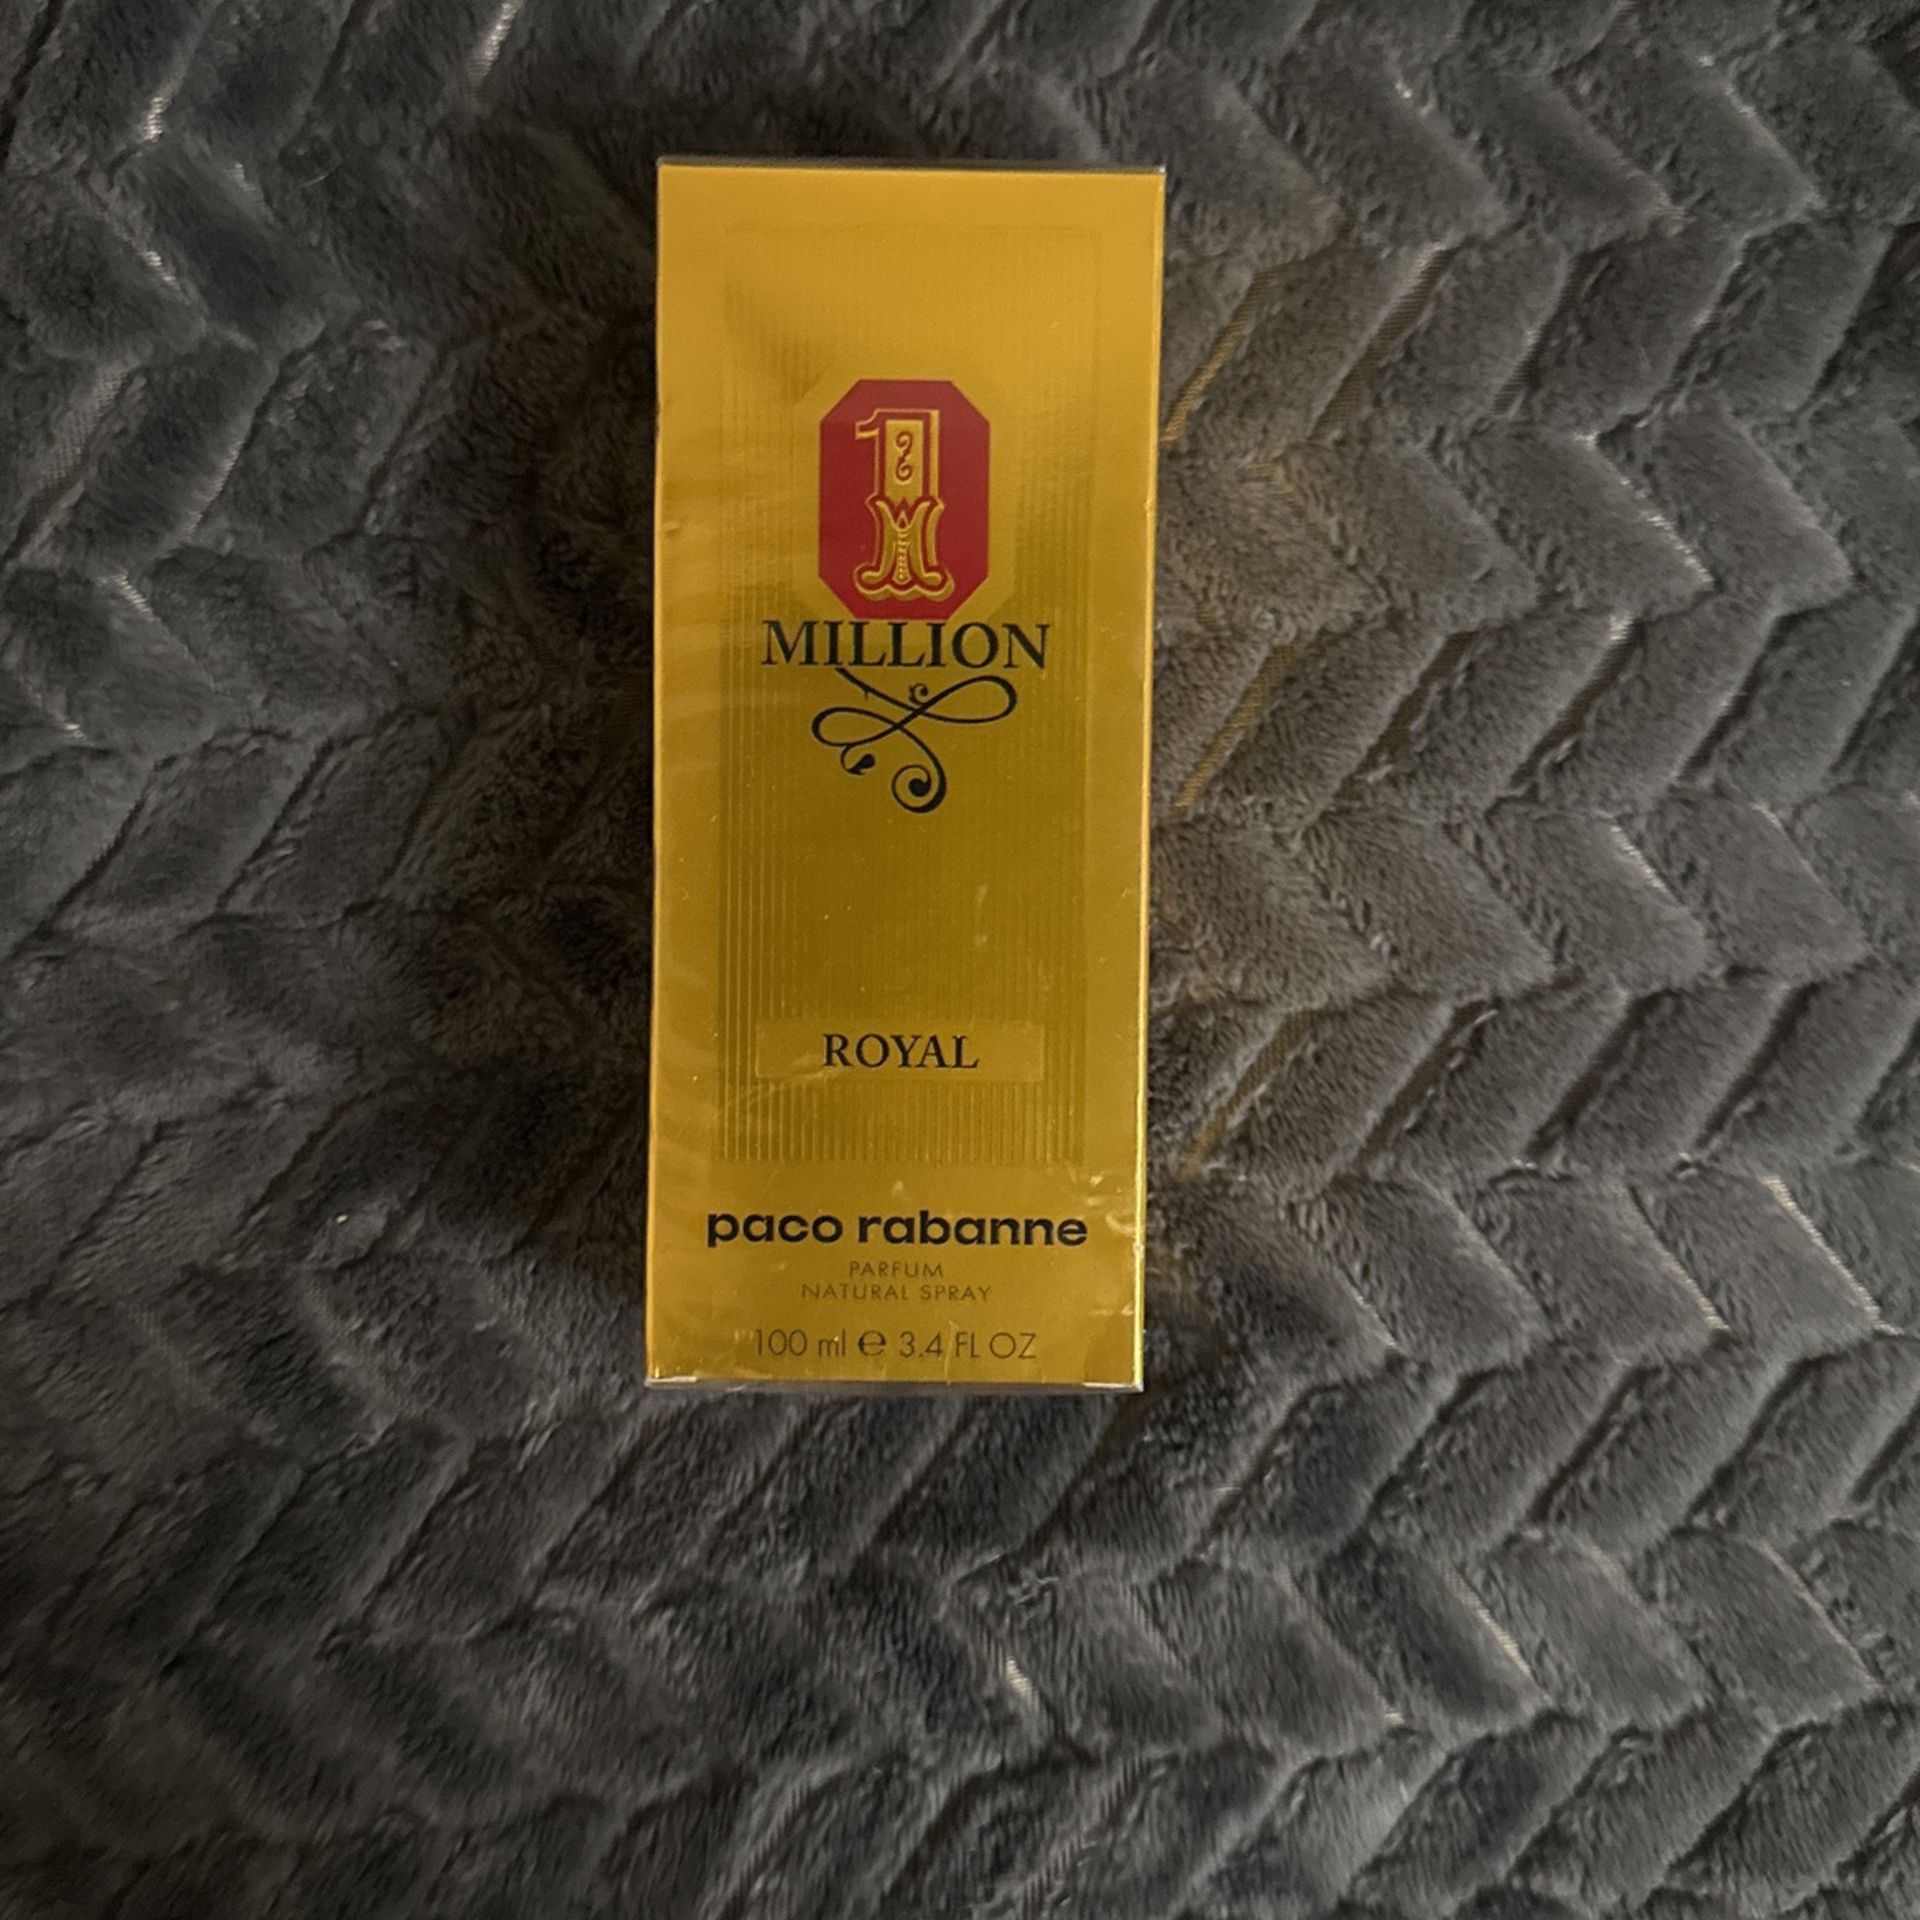 1
MILLION
ROYAL
paco rabanne
PARFUM
NATURAL SPRAY
100 ml ℮ 3.4 FL OZ